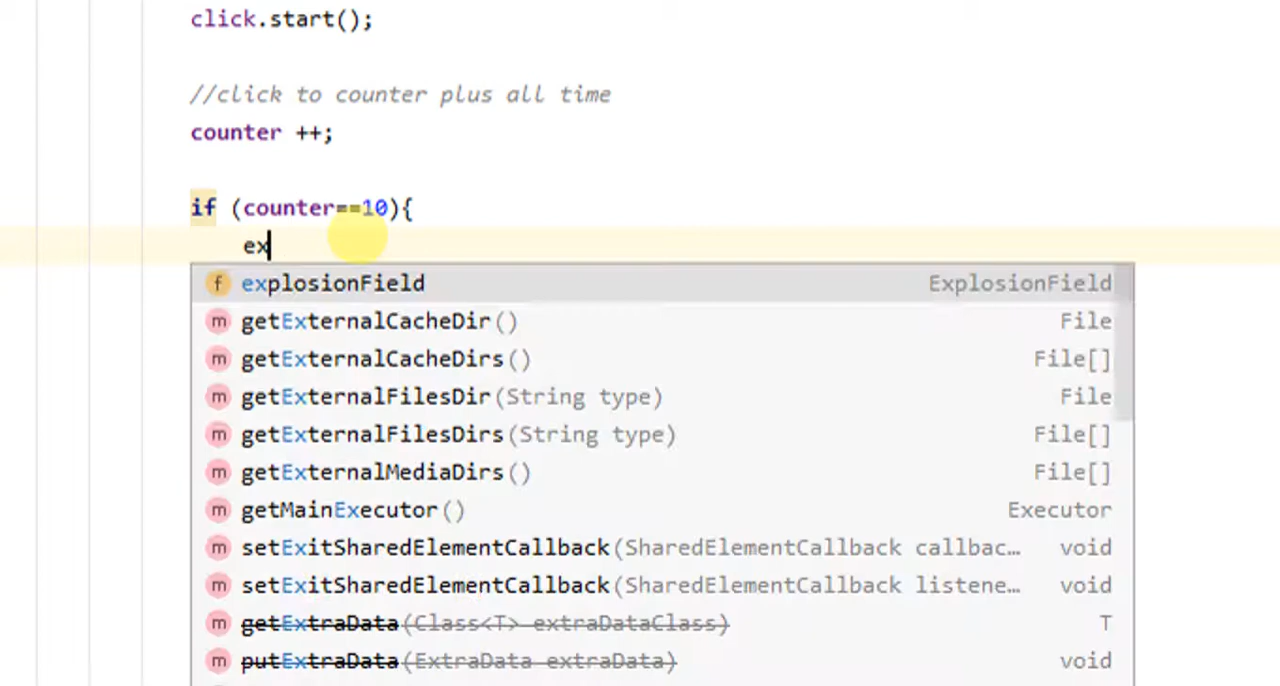 click.start();
//click to counter plus all time
counter ++;
if (counter==10){
ex
f explosionField ExplosionField
m getExternalCacheDir() File
m getExternalCacheDirs() File[]
m getExternalFilesDir(String type) File
m getExternalFilesDirs(String type) File[]
m getExternalMediaDirs() File[]
m getMainExecutor() Executor
m setExitSharedElementCallback(SharedElementCallback callbac… void
m setExitSharedElementCallback(SharedElementCallback listene… void
m getExtraData(Class<T> extraDataClass) T
m putExtraData(ExtraData extraData) void